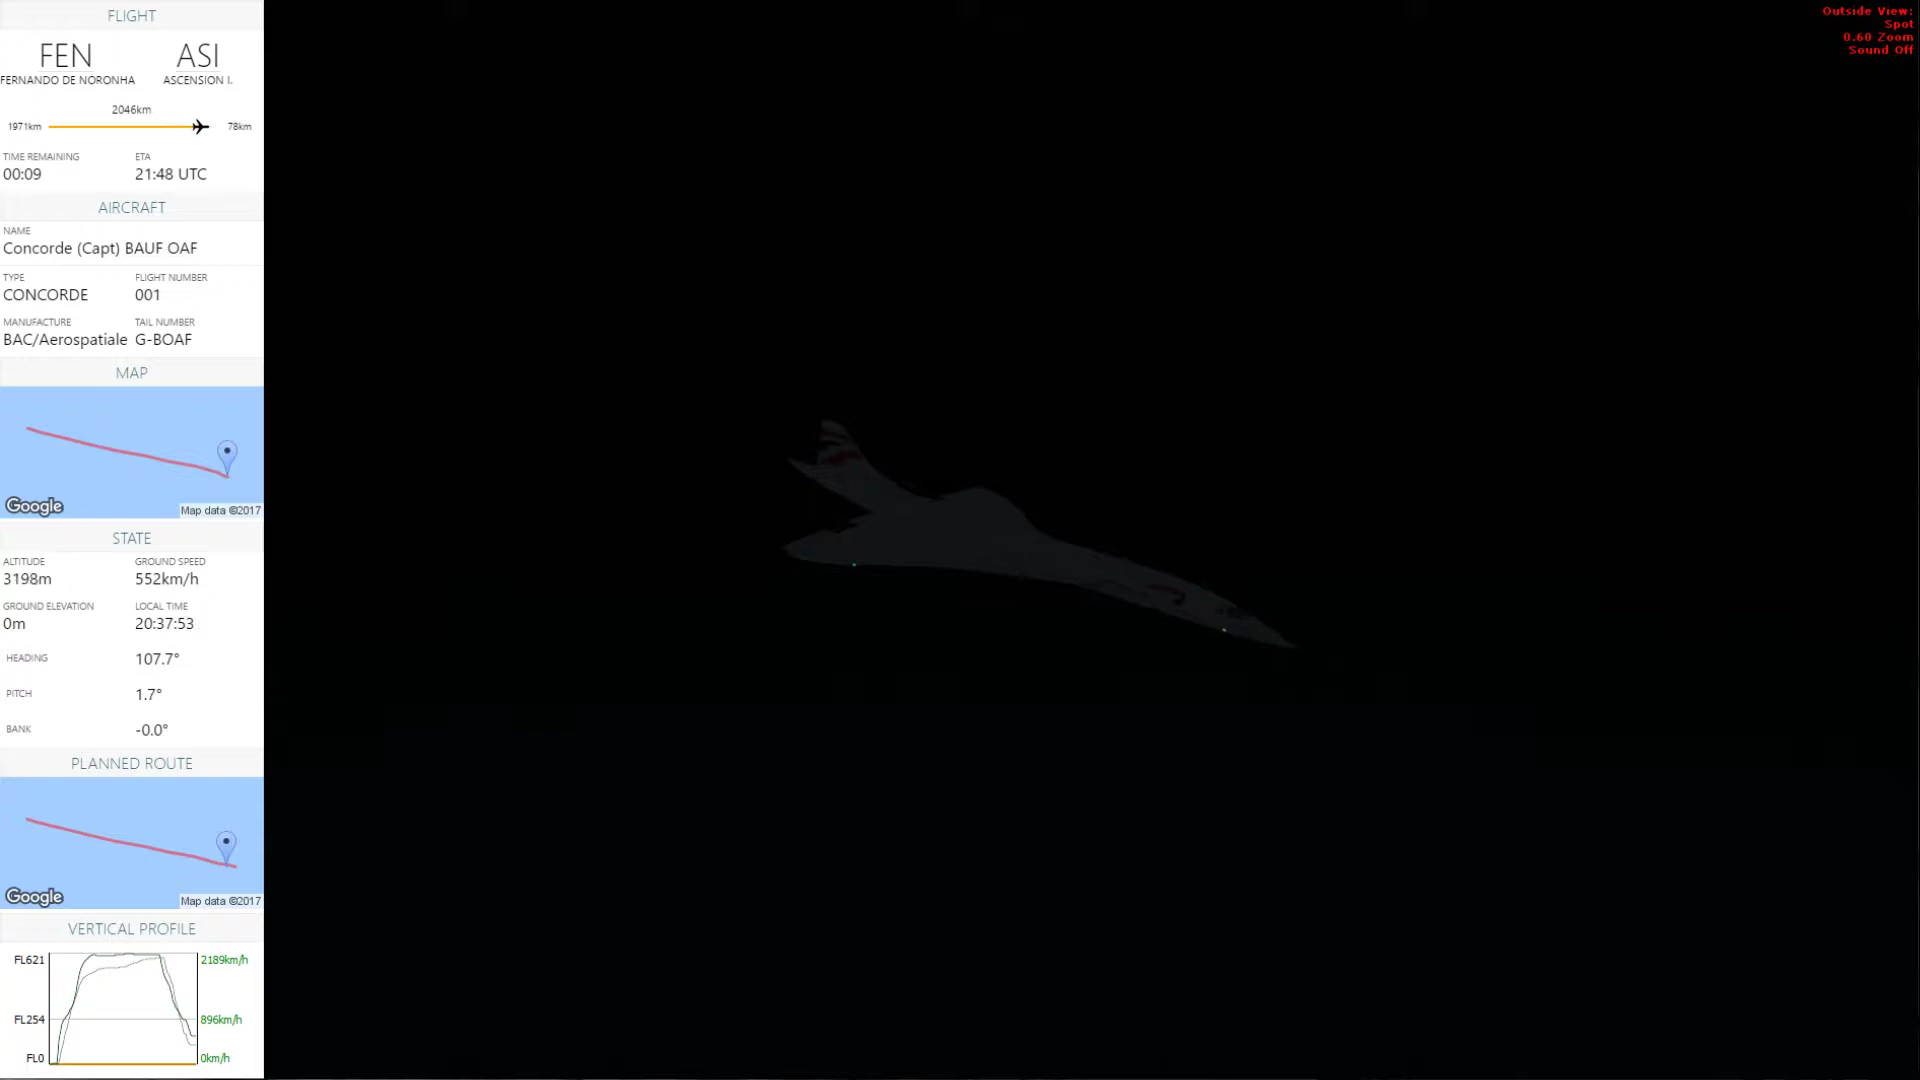 FLIGHT
FEN ASI
FERNANDO DE NORONHA ASCENSION I.
2046km
1971km 78km
TIME REMAINING ETA
00:09 21:48 UTC
AIRCRAFT
NAME
Concorde (Capt) BAUF OAF
TYPE FLIGHT NUMBER
CONCORDE 001
MANUFACTURE TAIL NUMBER
BAC/Aerospatiale G-BOAF
MAP
Google Map data ©2017
STATE
ALTITUDE GROUND SPEED
3198m 552km/h
GROUND ELEVATION LOCAL TIME
0m 20:37:53
HEADING 107.7°
PITCH 1.7°
BANK -0.0°
PLANNED ROUTE
Google Map data ©2017
VERTICAL PROFILE
FL621 2189km/h
FL254 896km/h
FL0 0km/h
Outside View:
Spot
0.60 Zoom
Sound Off